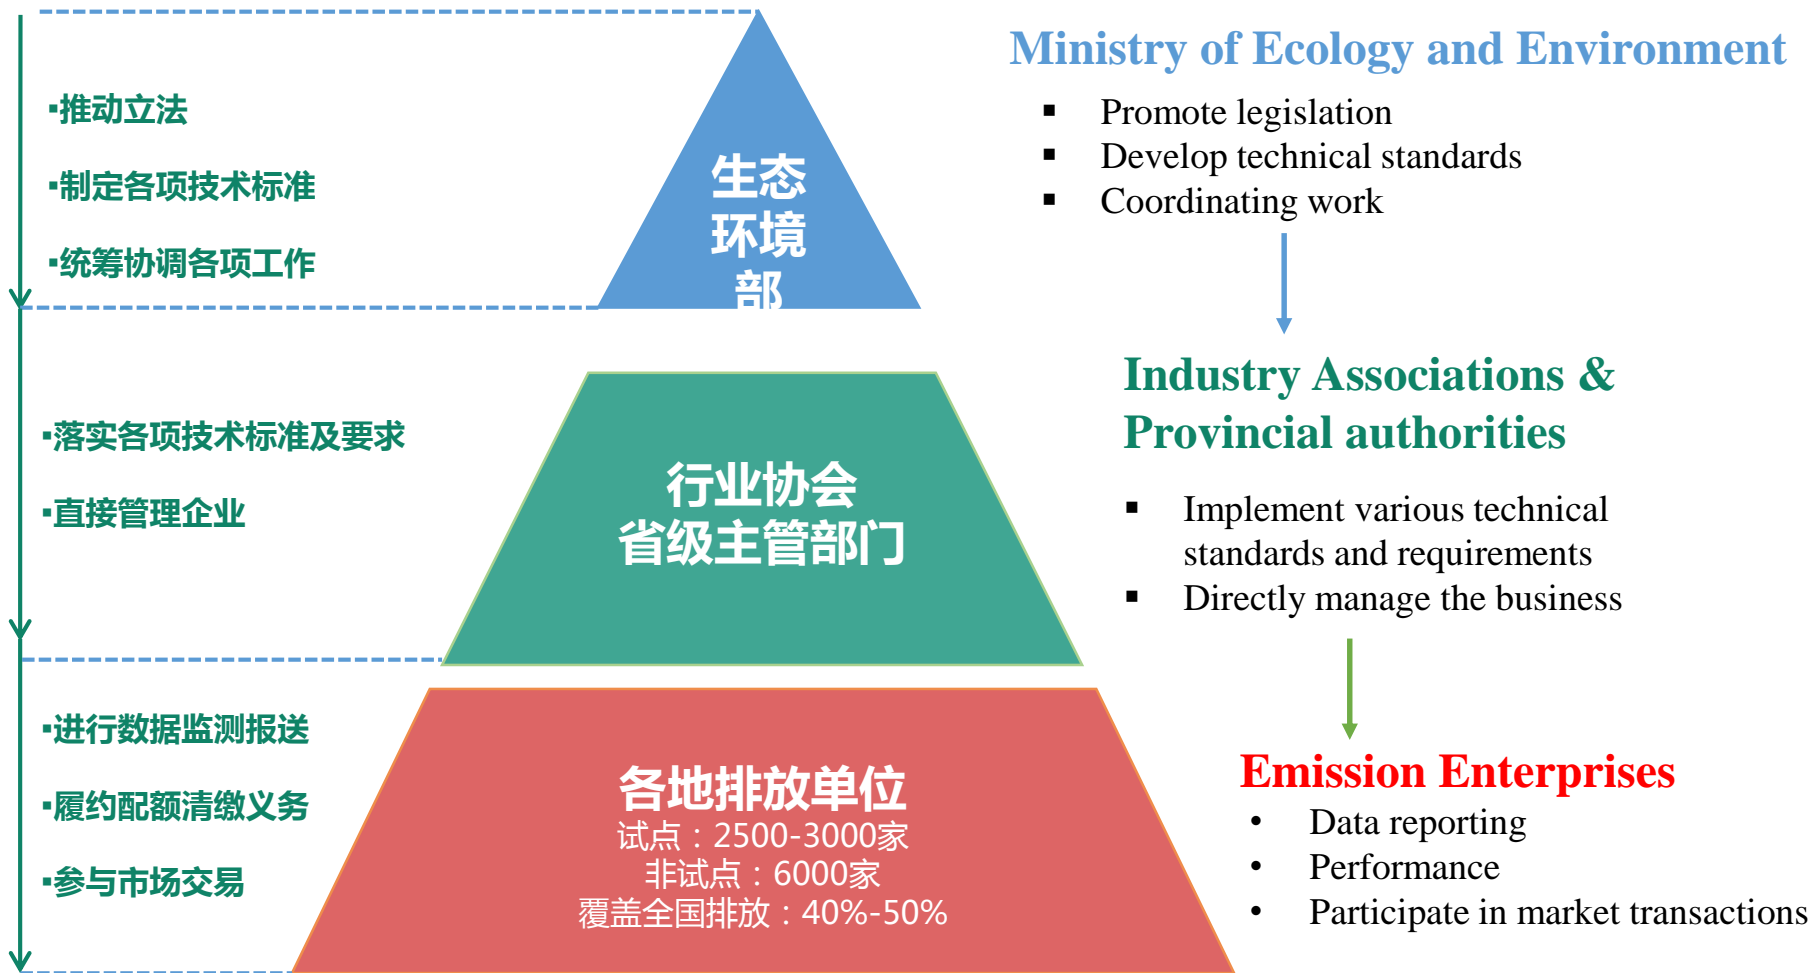 ▪推动立法
▪制定各项技术标准
▪统筹协调各项工作
生态
环境
部
Ministry of Ecology and Environment
▪ Promote legislation
▪ Develop technical standards
▪ Coordinating work
▪落实各项技术标准及要求
▪直接管理企业
行业协会
省级主管部门
Industry Associations &
Provincial authorities
▪ Implement various technical
standards and requirements
▪ Directly manage the business
▪进行数据监测报送
▪履约配额清缴义务
▪参与市场交易
各地排放单位
试点：2500-3000家
非试点：6000家
覆盖全国排放：40%-50%
Emission Enterprises
• Data reporting
• Performance
• Participate in market transactions